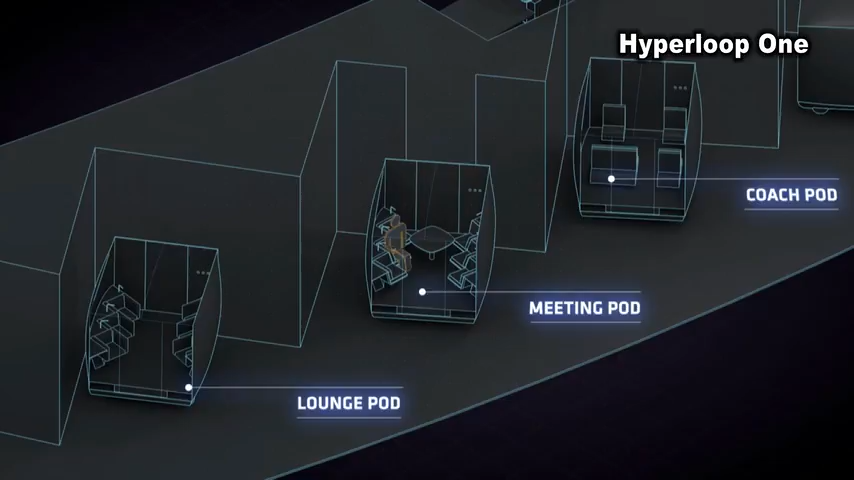 Hyperloop One
COACH POD
MEETING POD
LOUNGE POD